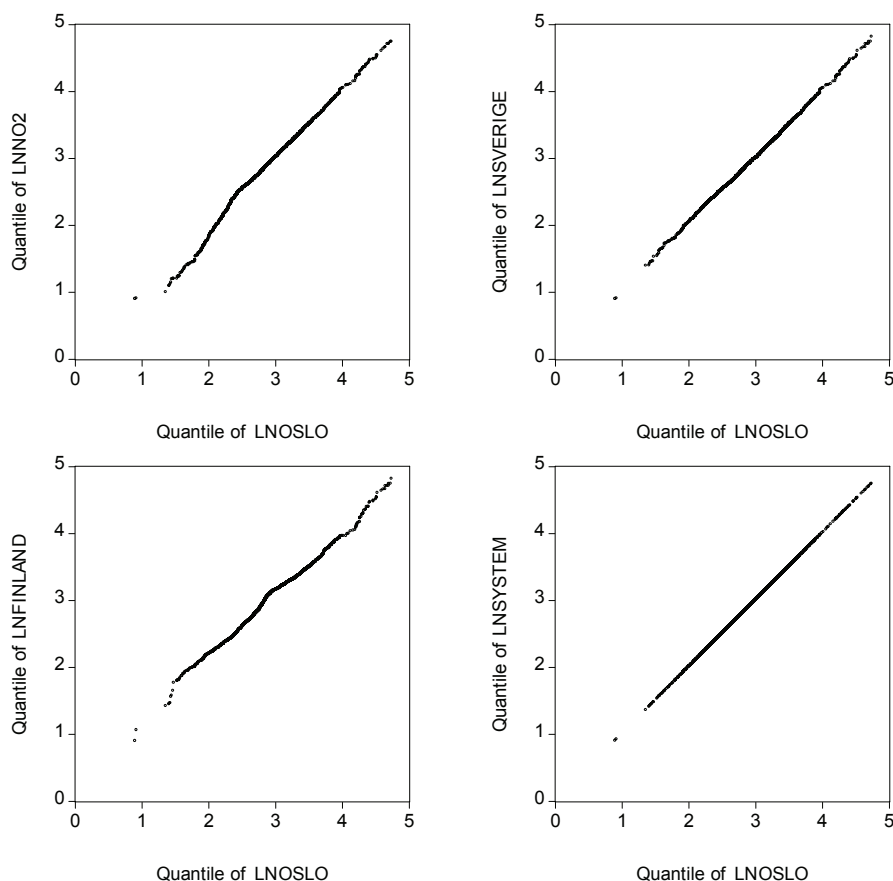 5
4
3
2
1
0
0 1 2 3 4 5
Quantile of LNNO2
Quantile of LNOSLO
5
4
3
2
1
0
0 1 2 3 4 5
Quantile of LNSVERIGE
Quantile of LNOSLO
5
4
3
2
1
0
0 1 2 3 4 5
Quantile of LNFINLAND
Quantile of LNOSLO
5
4
3
2
1
0
0 1 2 3 4 5
Quantile of LNSYSTEM
Quantile of LNOSLO